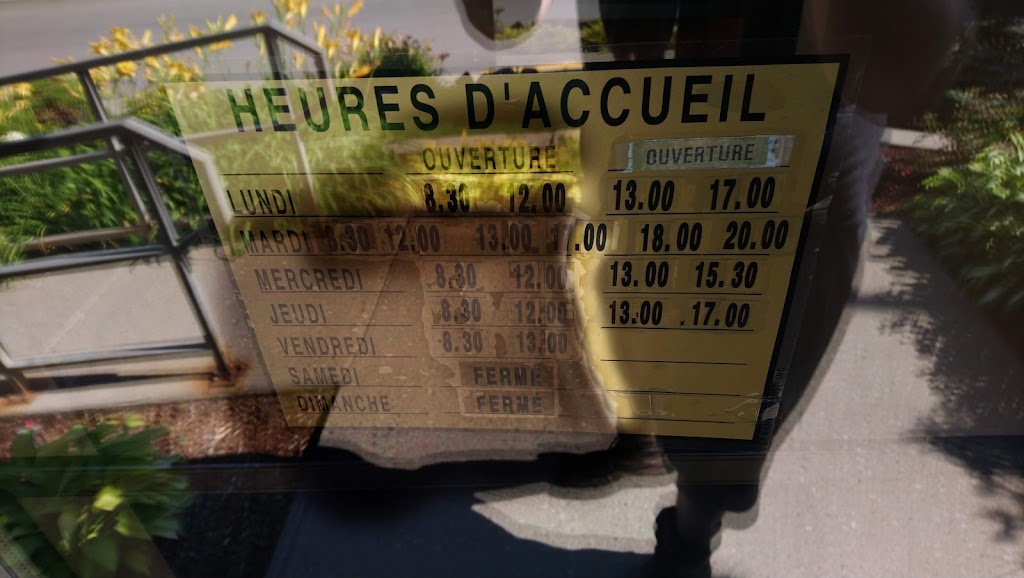 HEURES D'ACCUEIL
OUVERTURE OUVERTURE
LUNDI 8.30 12.00 13.00 17.00
MARDI 8.30 12.00 13.00 17.00 18.00 20.00
MERCREDI 8.30 12.00 13.00 15.30
JEUDI 8.30 12.00 13.00 17.00
VENDREDI 8.30 13.00
SAMEDI FERMÉ
DIMANCHE FERMÉ